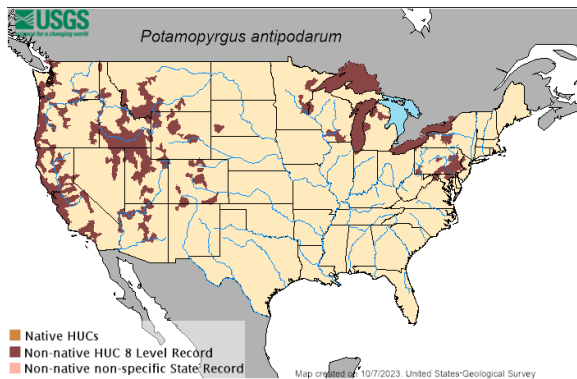 USGS
science for a changing world
Potamopyrgus antipodarum
Native HUCs
Non-native HUC 8 Level Record
Non-native non-specific State Record
Map created on 10/7/2023. United States Geological Survey